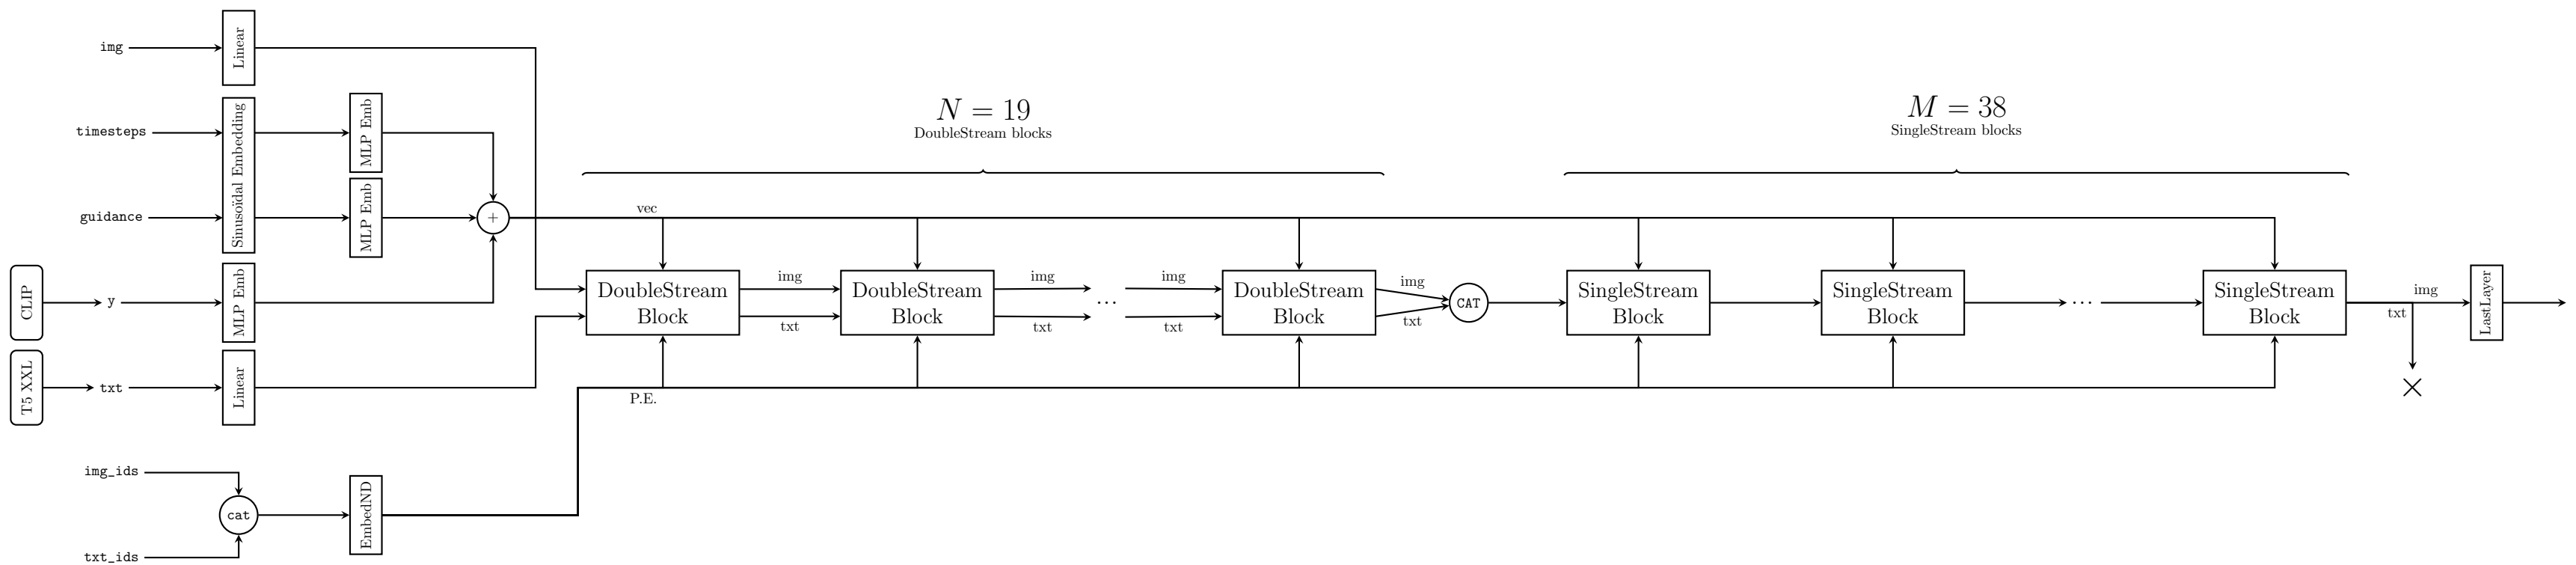 img
Linear
timesteps
Sinusoïdal Embedding
MLP Emb
guidance
MLP Emb
+
CLIP
y
MLP Emb
T5 XXL
txt
Linear
img_ids
cat
txt_ids
EmbedND
N = 19
DoubleStream blocks
M = 38
SingleStream blocks
vec
P.E.
DoubleStream
Block
img
txt
DoubleStream
Block
img
txt
...
img
txt
DoubleStream
Block
img
txt
CAT
SingleStream
Block
SingleStream
Block
...
SingleStream
Block
img
txt
LastLayer